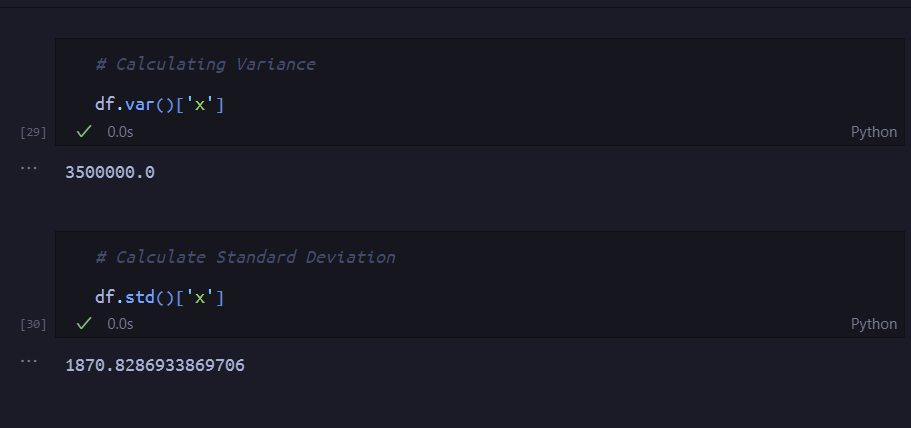 # Calculating Variance
df.var()['x']
[29]
0.0s
Python
3500000.0
# Calculate Standard Deviation
df.std()['x']
[30]
0.0s
Python
1870.8286933869706